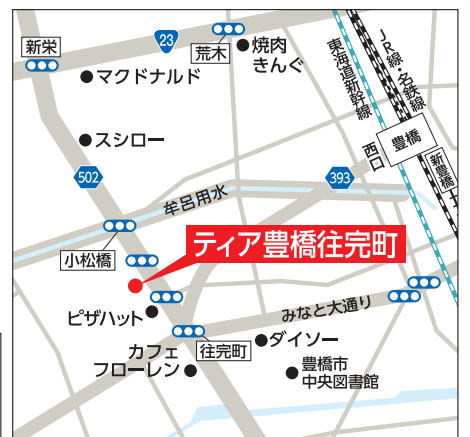 新栄
23
荒木
焼肉
きんぐ
マクドナルド
スシロー
502
JR線・名鉄線
東海道新幹線
豊橋
西口
新豊橋
393
牟呂用水
小松橋
ティア豊橋往完町
ピザハット
みなと大通り
往完町
カフェ
フローレン
ダイソー
豊橋市
中央図書館